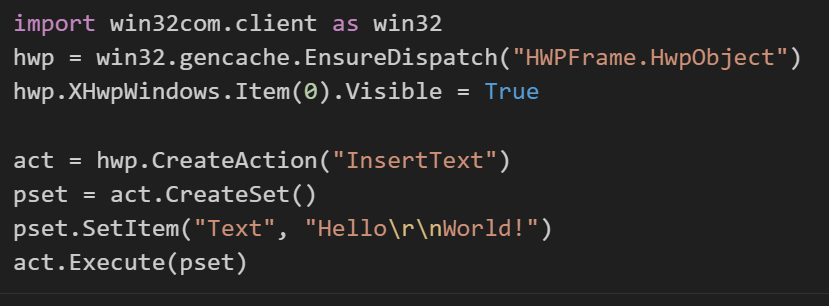 import win32com.client as win32
hwp = win32.gencache.EnsureDispatch("HWPFrame.HwpObject")
hwp.XHwpWindows.Item(0).Visible = True

act = hwp.CreateAction("InsertText")
pset = act.CreateSet()
pset.SetItem("Text", "Hello\r\nWorld!")
act.Execute(pset)